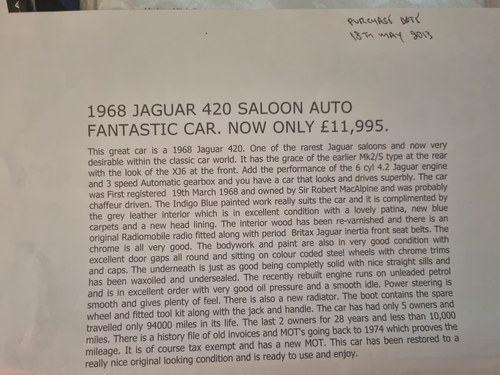 PURCHASE DATE
18TH MAY 2013
1968 JAGUAR 420 SALOON AUTO
FANTASTIC CAR. NOW ONLY £11,995.
This great car is a 1968 Jaguar 420. One of the rarest Jaguar saloons and now very
desirable within the classic car world. It has the grace of the earlier Mk2/S type at the rear
with the look of the XJ6 at the front. Add the performance of the 6 cyl 4.2 Jaguar engine
and 3 speed Automatic gearbox and you have a car that looks and drives superbly. The car
was First registered 19th March 1968 and owned by Sir Robert MacAlpine and was probably
chaffeur driven. The Indigo Blue painted work really suits the car and it is complimented by
the grey leather interior which is in excellent condition with a lovely patina, new blue
carpets and a new head lining. The interior wood has been re-varnished and there is an
original Radiomobile radio fitted along with period Britax Jaguar inertia front seat belts. The
chrome is all very good. The bodywork and paint are also in very good condition with
excellent door gaps all round and sitting on colour coded steel wheels with chrome trims
and caps. The underneath is just as good being completly solid with nice straight sills and
has been waxoiled and undersealed. The recently rebuilt engine runs on unleaded petrol
and is in excellent order with very good oil pressure and a smooth idle. Power steering is
smooth and gives plenty of feel. There is also a new radiator. The boot contains the spare
wheel and fitted tool kit along with the jack and handle. The car has had only 5 owners and
travelled only 94000 miles in its life. The last 2 owners for 28 years and less than 10,000
miles. There is a history file of old invoices and MOT's going back to 1974 which prooves the
mileage. It is of course tax exempt and has a new MOT. This car has been restored to a
really nice original looking condition and is ready to use and enjoy.